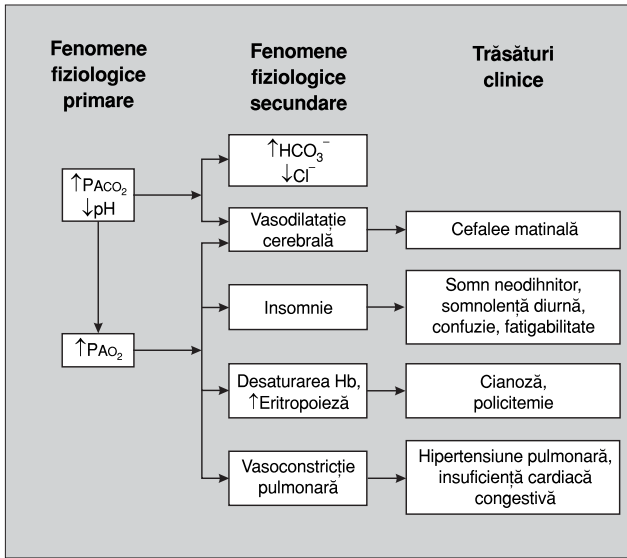 Fenomene
fiziologice
primare
Fenomene
fiziologice
secundare
Trăsături
clinice
↑PACO₂
↓pH
↑HCO₃⁻
↓Cl⁻
Vasodilatație
cerebrală
Cefalee matinală
Insomnie
Somn neodihnitor,
somnolență diurnă,
confuzie, fatigabilitate
↑PAO₂
Desaturarea Hb,
↑Eritropoieză
Cianoză,
policitemie
Vasoconstricție
pulmonară
Hipertensiune pulmonară,
insuficiență cardiacă
congestivă